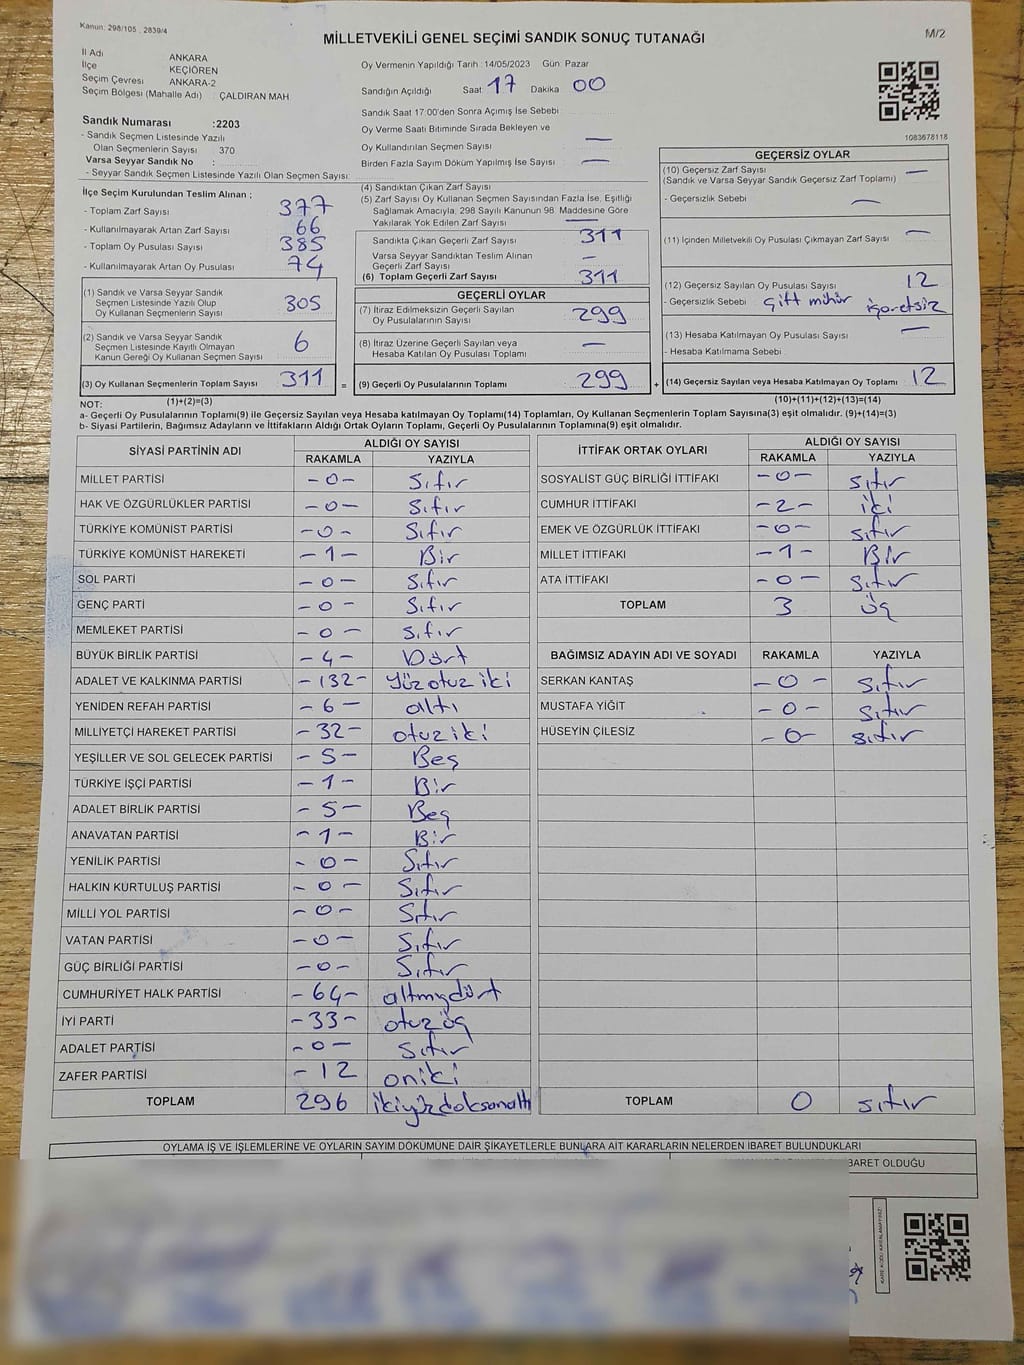 Kanun: 298/105 , 2839/4
M/2
MİLLETVEKİLİ GENEL SEÇİMİ SANDIK SONUÇ TUTANAĞI
İl Adı : ANKARA
İlçe : KEÇİÖREN
Seçim Çevresi : ANKARA-2
Seçim Bölgesi (Mahalle Adı) : ÇALDIRAN MAH
Sandık Numarası :2203
- Sandık Seçmen Listesinde Yazılı
Olan Seçmenlerin Sayısı 370
Varsa Seyyar Sandık No :
- Seyyar Sandık Seçmen Listesinde Yazılı Olan Seçmen Sayısı:
Oy Vermenin Yapıldığı Tarih :14/05/2023 Gün Pazar
Sandığın Açıldığı Saat 17 Dakika 00
Sandık Saat 17:00'den Sonra Açımış İse Sebebi
Oy Verme Saati Bitiminde Sırada Bekleyen ve
Oy Kullandırılan Seçmen Sayısı —
Birden Fazla Sayım Döküm Yapılmış İse Sayısı —
1083678118
İlçe Seçim Kurulundan Teslim Alınan ;
- Toplam Zarf Sayısı 377
- Kullanılmayarak Artan Zarf Sayısı 66
- Toplam Oy Pusulası Sayısı 385
- Kullanılmayarak Artan Oy Pusulası 74
(1) Sandık ve Varsa Seyyar Sandık
Seçmen Listesinde Yazılı Olup
Oy Kullanan Seçmenlerin Sayısı 305
(2) Sandık ve Varsa Seyyar Sandık
Seçmen Listesinde Kayıtlı Olmayan
Kanun Gereği Oy Kullanan Seçmen Sayısı 6
(3) Oy Kullanan Seçmenlerin Toplam Sayısı 311 =
(1)+(2)=(3)
(4) Sandıktan Çıkan Zarf Sayısı
(5) Zarf Sayısı Oy Kullanan Seçmen Sayısından Fazla İse, Eşitliği
Sağlamak Amacıyla, 298 Sayılı Kanunun 98. Maddesine Göre
Yakılarak Yok Edilen Zarf Sayısı —
Sandıkta Çıkan Geçerli Zarf Sayısı 311
Varsa Seyyar Sandıktan Teslim Alınan
Geçerli Zarf Sayısı —
(6) Toplam Geçerli Zarf Sayısı 311
GEÇERLİ OYLAR
(7) İtiraz Edilmeksizin Geçerli Sayılan
Oy Pusulalarının Sayısı 299
(8) İtiraz Üzerine Geçerli Sayılan veya
Hesaba Katılan Oy Pusulası Toplamı —
(9) Geçerli Oy Pusulalarının Toplamı 299 +
GEÇERSİZ OYLAR
(10) Geçersiz Zarf Sayısı —
(Sandık ve Varsa Seyyar Sandık Geçersiz Zarf Toplamı)
- Geçersizlik Sebebi —
(11) İçinden Milletvekili Oy Pusulası Çıkmayan Zarf Sayısı —
(12) Geçersiz Sayılan Oy Pusulası Sayısı 12
- Geçersizlik Sebebi çift mühür işaretsiz
(13) Hesaba Katılmayan Oy Pusulası Sayısı —
- Hesaba Katılmama Sebebi
(14) Geçersiz Sayılan veya Hesaba Katılmayan Oy Toplamı 12
(10)+(11)+(12)+(13)=(14)
NOT:
a- Geçerli Oy Pusulalarının Toplamı(9) ile Geçersiz Sayılan veya Hesaba katılmayan Oy Toplamı(14) Toplamları, Oy Kullanan Seçmenlerin Toplam Sayısına(3) eşit olmalıdır. (9)+(14)=(3)
b- Siyasi Partilerin, Bağımsız Adayların ve İttifakların Aldığı Ortak Oyların Toplamı, Geçerli Oy Pusulalarının Toplamına(9) eşit olmalıdır.
SİYASİ PARTİNİN ADI ALDIĞI OY SAYISI
RAKAMLA YAZIYLA
MİLLET PARTİSİ -0- Sıfır
HAK VE ÖZGÜRLÜKLER PARTİSİ -0- Sıfır
TÜRKİYE KOMÜNİST PARTİSİ -0- Sıfır
TÜRKİYE KOMÜNİST HAREKETİ -1- Bir
SOL PARTİ -0- Sıfır
GENÇ PARTİ -0- Sıfır
MEMLEKET PARTİSİ -0- Sıfır
BÜYÜK BİRLİK PARTİSİ -4- Dört
ADALET VE KALKINMA PARTİSİ -132- Yüzotuziki
YENİDEN REFAH PARTİSİ -6- altı
MİLLİYETÇİ HAREKET PARTİSİ -32- otuziki
YEŞİLLER VE SOL GELECEK PARTİSİ -5- Beş
TÜRKİYE İŞÇİ PARTİSİ -1- Bir
ADALET BİRLİK PARTİSİ -5- Beş
ANAVATAN PARTİSİ -1- Bir
YENİLİK PARTİSİ -0- Sıfır
HALKIN KURTULUŞ PARTİSİ -0- Sıfır
MİLLİ YOL PARTİSİ -0- Sıfır
VATAN PARTİSİ -0- Sıfır
GÜÇ BİRLİĞİ PARTİSİ -0- Sıfır
CUMHURİYET HALK PARTİSİ -64- altmışdört
İYİ PARTİ -33- otuzüç
ADALET PARTİSİ -0- Sıfır
ZAFER PARTİSİ -12 oniki
TOPLAM 296 ikiyüzdoksanaltı
İTTİFAK ORTAK OYLARI ALDIĞI OY SAYISI
RAKAMLA YAZIYLA
SOSYALİST GÜÇ BİRLİĞİ İTTİFAKI -0- Sıfır
CUMHUR İTTİFAKI -2- iki
EMEK VE ÖZGÜRLÜK İTTİFAKI -0- sıfır
MİLLET İTTİFAKI -1- Bir
ATA İTTİFAKI -0- Sıfır
TOPLAM 3 üç
BAĞIMSIZ ADAYIN ADI VE SOYADI RAKAMLA YAZIYLA
SERKAN KANTAŞ -0- Sıfır
MUSTAFA YİĞİT -0- Sıfır
HÜSEYİN ÇİLESİZ -0- sıfır
TOPLAM 0 sıfır
OYLAMA İŞ VE İŞLEMLERİNE VE OYLARIN SAYIM DÖKÜMÜNE DAİR ŞİKAYETLERLE BUNLARA AİT KARARLARIN NELERDEN İBARET BULUNDUKLARI
BARET OLDUĞU